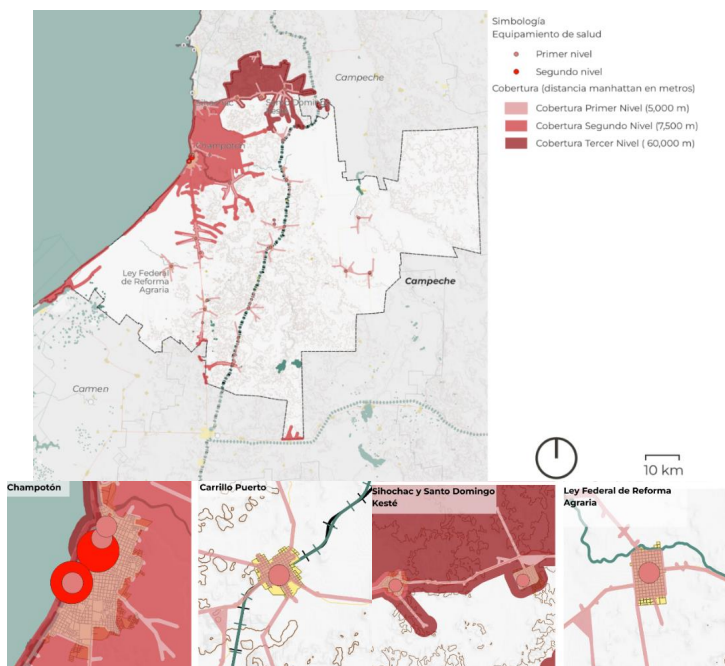 Simbología
Equipamiento de salud
Primer nivel
Segundo nivel
Cobertura (distancia manhattan en metros)
Cobertura Primer Nivel (5,000 m)
Cobertura Segundo Nivel (7,500 m)
Cobertura Tercer Nivel ( 60,000 m)
Campeche
Santo Domingo
Champotón
Ley Federal
de Reforma
Agraria
Campeche
Carmen
10 km
Champotón
Carrillo Puerto
Sihochac y Santo Domingo
Kesté
Ley Federal de Reforma
Agraria